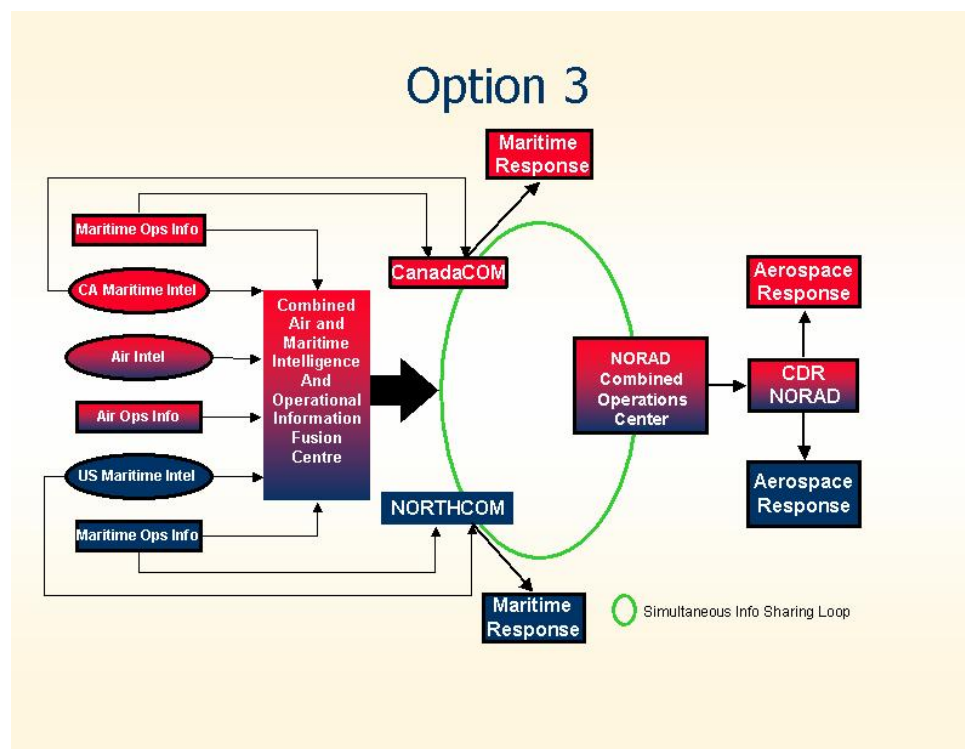 Option 3
Maritime
Response
Maritime Ops Info
CanadaCOM
CA Maritime Intel
Air Intel
Air Ops Info
US Maritime Intel
Maritime Ops Info
Combined
Air and
Maritime
Intelligence
And
Operational
Information
Fusion
Centre
NORTHCOM
Maritime
Response
NORAD
Combined
Operations
Center
Aerospace
Response
CDR
NORAD
Aerospace
Response
Simultaneous Info Sharing Loop